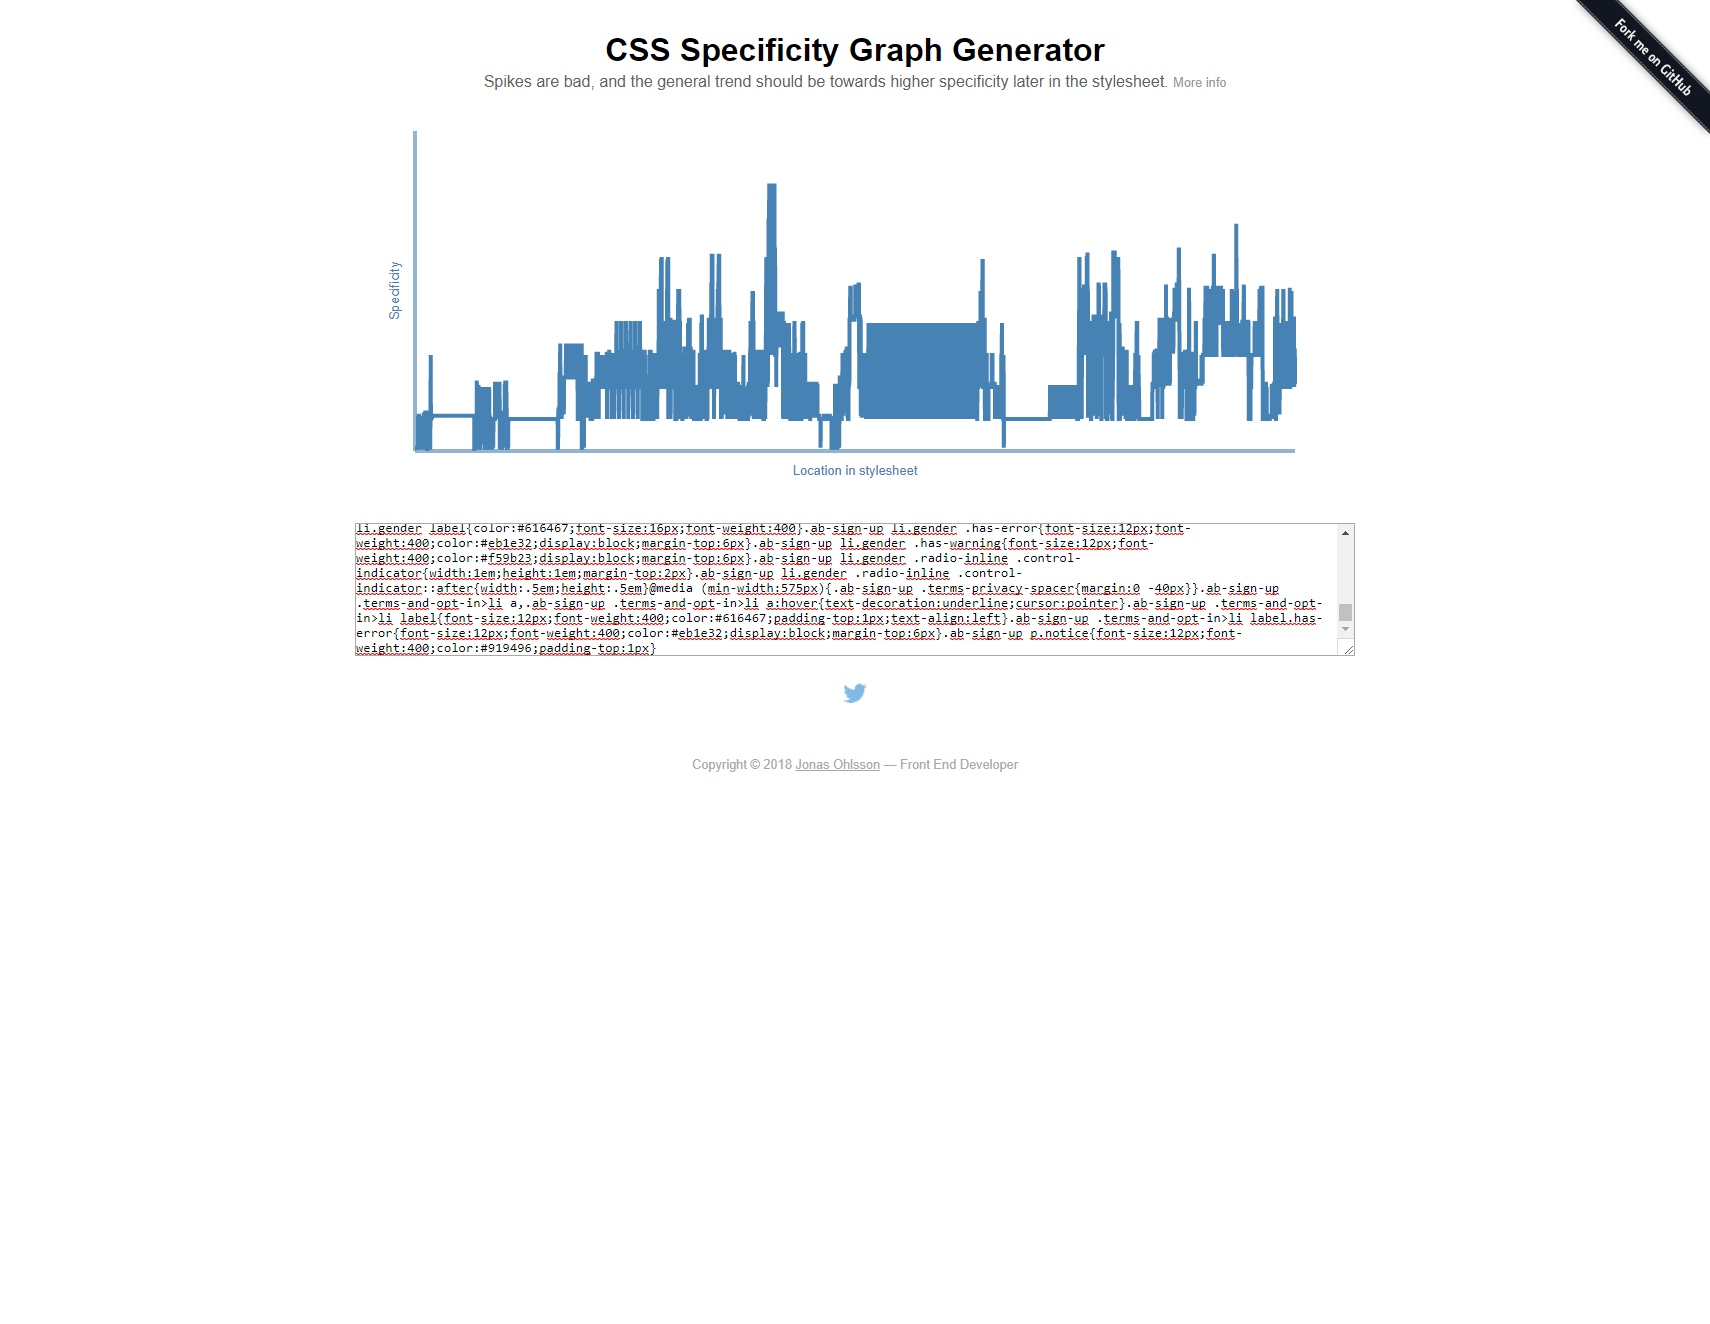 Fork me on GitHub
CSS Specificity Graph Generator
Spikes are bad, and the general trend should be towards higher specificity later in the stylesheet. More info
Specificity
Location in stylesheet
li.gender label{color:#616467;font-size:16px;font-weight:400}.ab-sign-up li.gender .has-error{font-size:12px;font-
weight:400;color:#eb1e32;display:block;margin-top:6px}.ab-sign-up li.gender .has-warning{font-size:12px;font-
weight:400;color:#f59b23;display:block;margin-top:6px}.ab-sign-up li.gender .radio-inline .control-
indicator{width:1em;height:1em;margin-top:2px}.ab-sign-up li.gender .radio-inline .control-
indicator::after{width:.5em;height:.5em}@media (min-width:575px){.ab-sign-up .terms-privacy-spacer{margin:0 -40px}}.ab-sign-up
.terms-and-opt-in>li a,.ab-sign-up .terms-and-opt-in>li a:hover{text-decoration:underline;cursor:pointer}.ab-sign-up .terms-and-opt-
in>li label{font-size:12px;font-weight:400;color:#616467;padding-top:1px;text-align:left}.ab-sign-up .terms-and-opt-in>li label.has-
error{font-size:12px;font-weight:400;color:#eb1e32;display:block;margin-top:6px}.ab-sign-up p.notice{font-size:12px;font-
weight:400;color:#919496;padding-top:1px}
Copyright © 2018 Jonas Ohlsson — Front End Developer